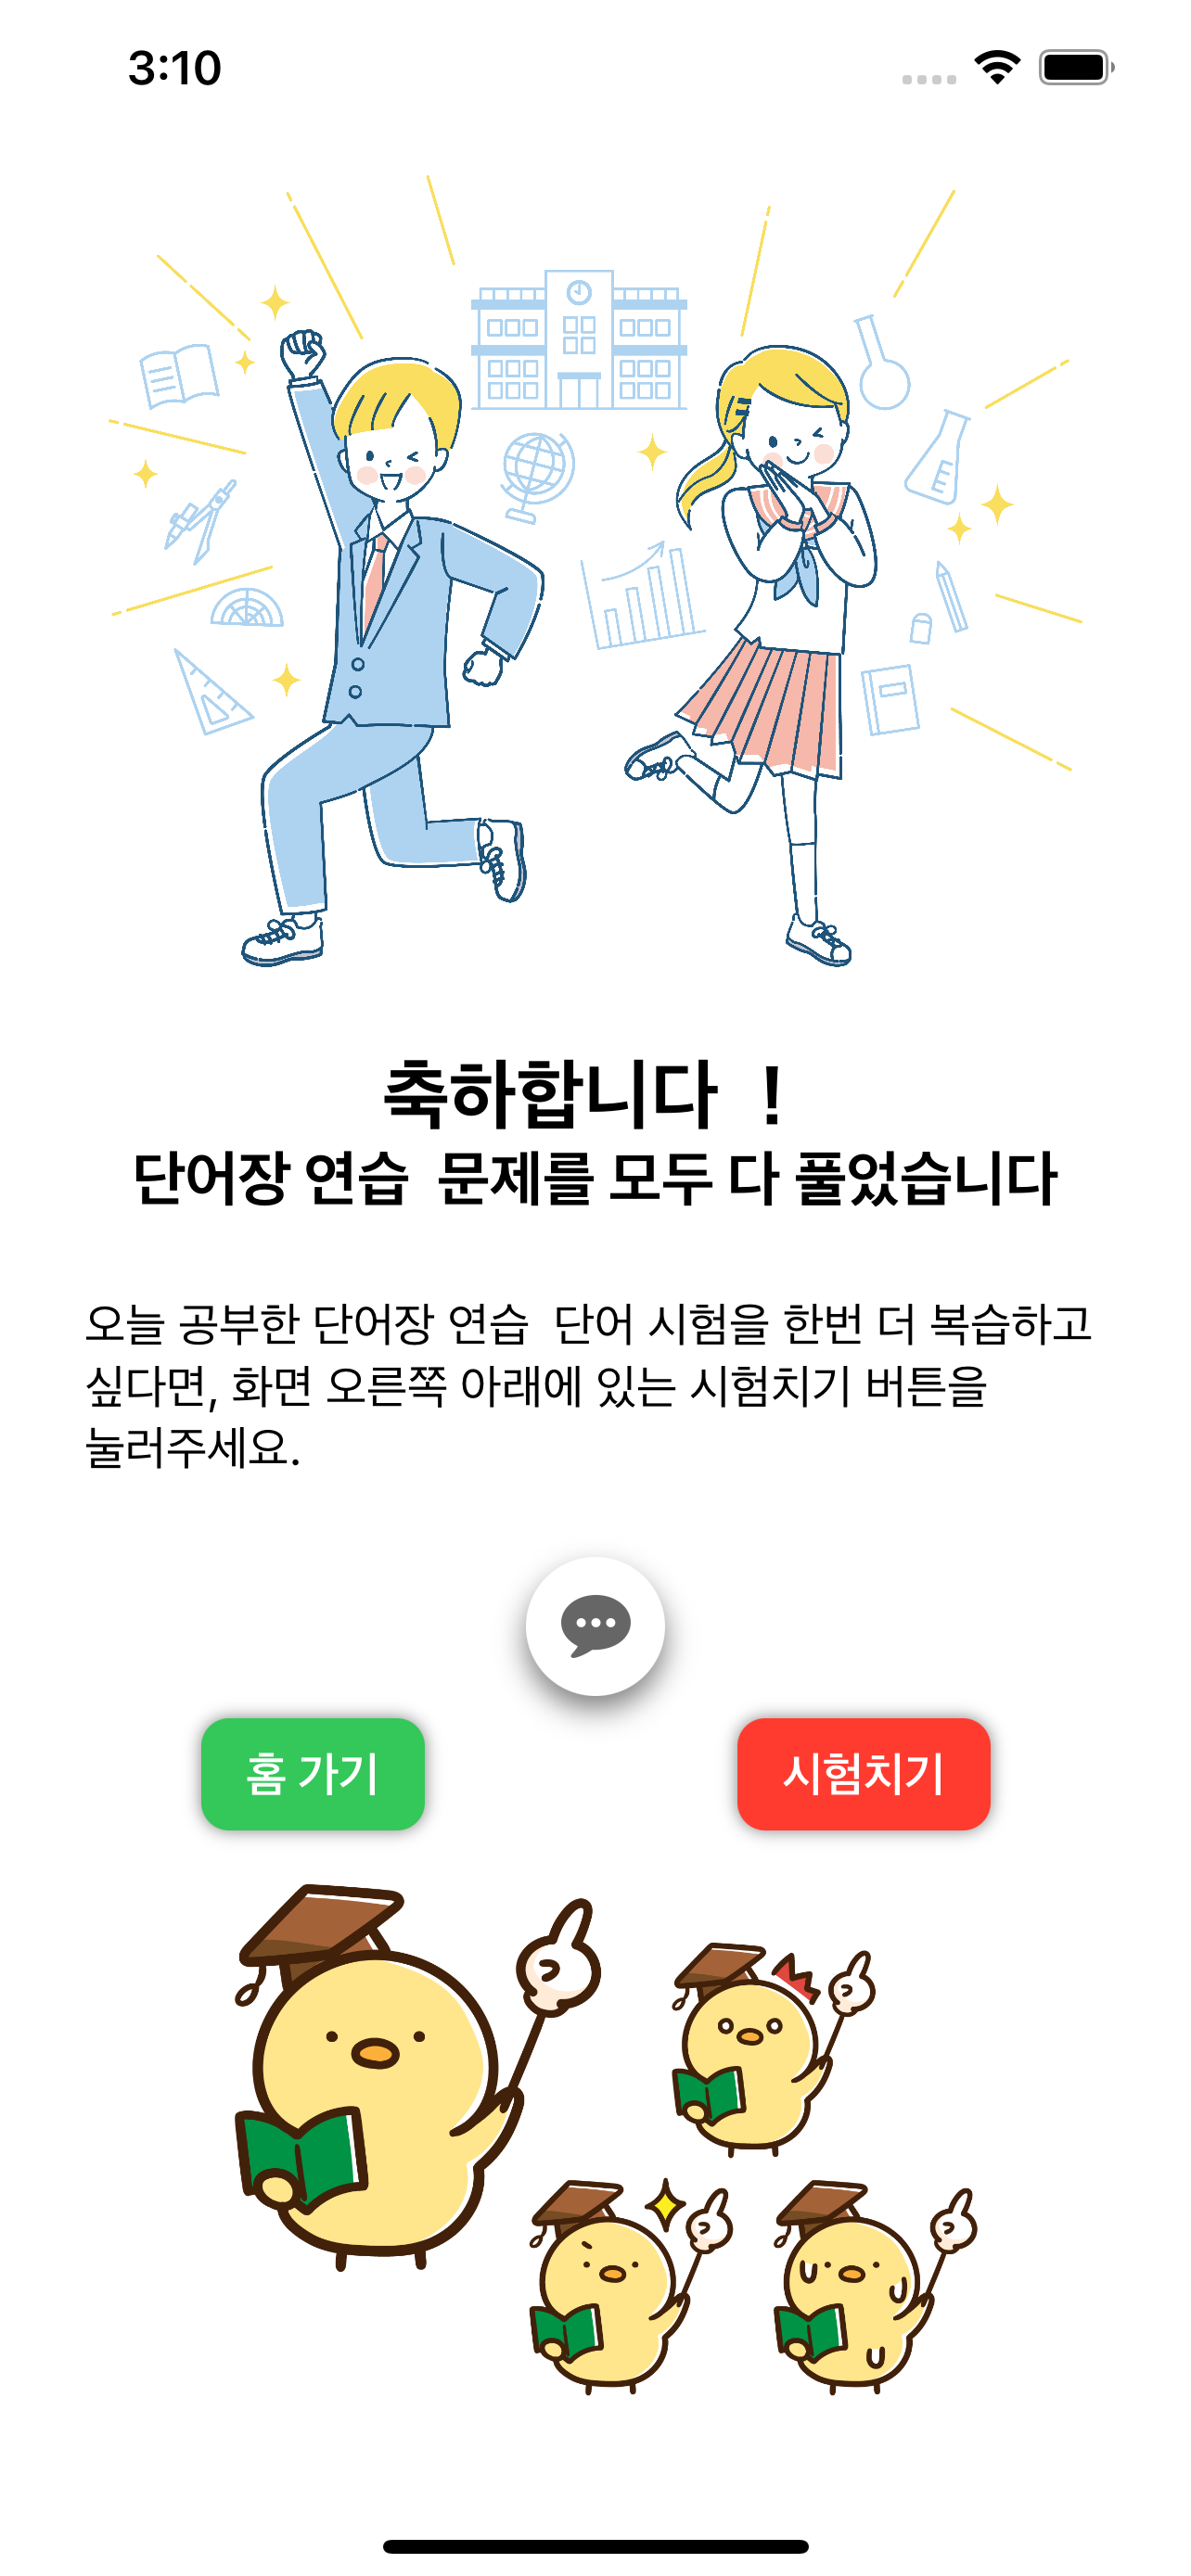 3:10
축하합니다 !
단어장 연습 문제를 모두 다 풀었습니다
오늘 공부한 단어장 연습 단어 시험을 한번 더 복습하고
싶다면, 화면 오른쪽 아래에 있는 시험치기 버튼을
눌러주세요.
홈 가기
시험치기